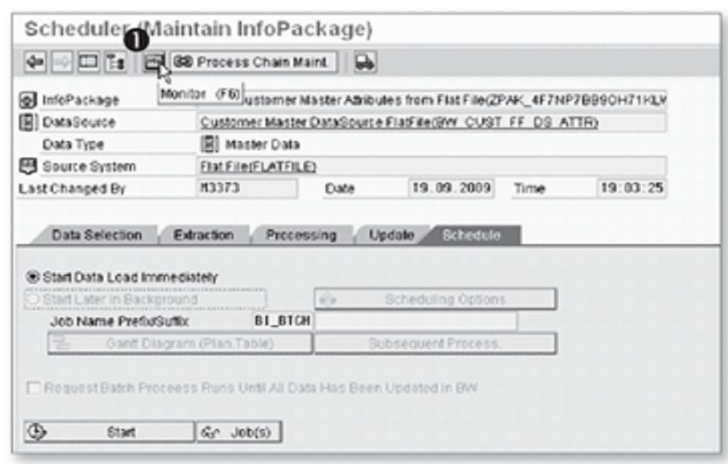 Scheduler (Maintain InfoPackage)
1
Process Chain Maint.
Monitor (F6)
InfoPackage ustomer Master Attributes from Flat File(ZPAK_4F7NP7B99OH71KLV
DataSource Customer Master DataSource FlatFile(BW_CUST_FF_DS_ATTR)
Data Type Master Data
Source System Flat File(FLATFILE)
Last Changed By M3373 Date 19.09.2009 Time 19:03:25
Data Selection Extraction Processing Update Schedule
Start Data Load Immediately
Start Later in Background Scheduling Options
Job Name Prefix/Suffix BI_BTCH
Gantt Diagram (Plan.Table) Subsequent Process.
Request Batch Proceess Runs Until All Data Has Been Updated in BW
Start Job(s)